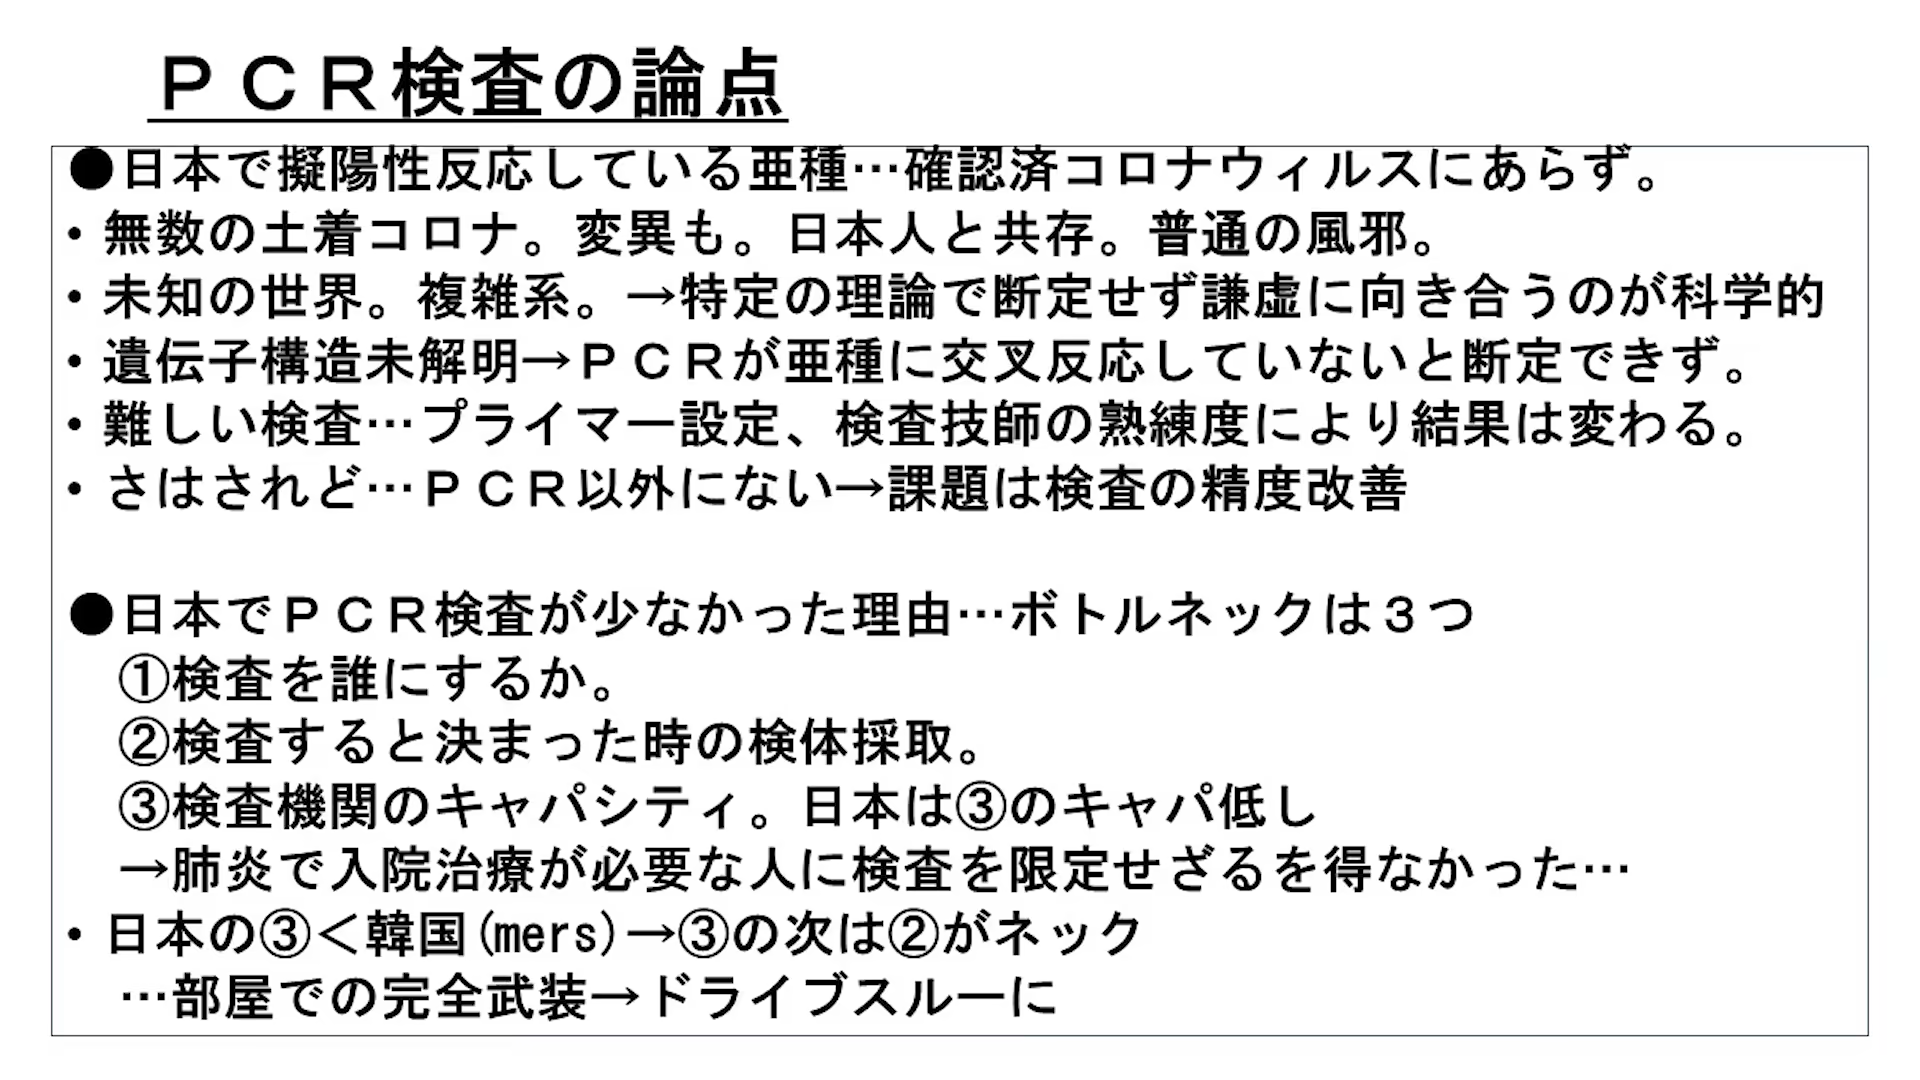 ＰＣＲ検査の論点
●日本で擬陽性反応している亜種…確認済コロナウィルスにあらず。
・無数の土着コロナ。変異も。日本人と共存。普通の風邪。
・未知の世界。複雑系。→特定の理論で断定せず謙虚に向き合うのが科学的
・遺伝子構造未解明→ＰＣＲが亜種に交叉反応していないと断定できず。
・難しい検査…プライマー設定、検査技師の熟練度により結果は変わる。
・さはされど…ＰＣＲ以外にない→課題は検査の精度改善
●日本でＰＣＲ検査が少なかった理由…ボトルネックは３つ
①検査を誰にするか。
②検査すると決まった時の検体採取。
③検査機関のキャパシティ。日本は③のキャパ低し
→肺炎で入院治療が必要な人に検査を限定せざるを得なかった…
・日本の③＜韓国(mers)→③の次は②がネック
…部屋での完全武装→ドライブスルーに